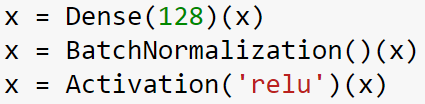 x = Dense(128)(x)
x = BatchNormalization()(x)
x = Activation('relu')(x)